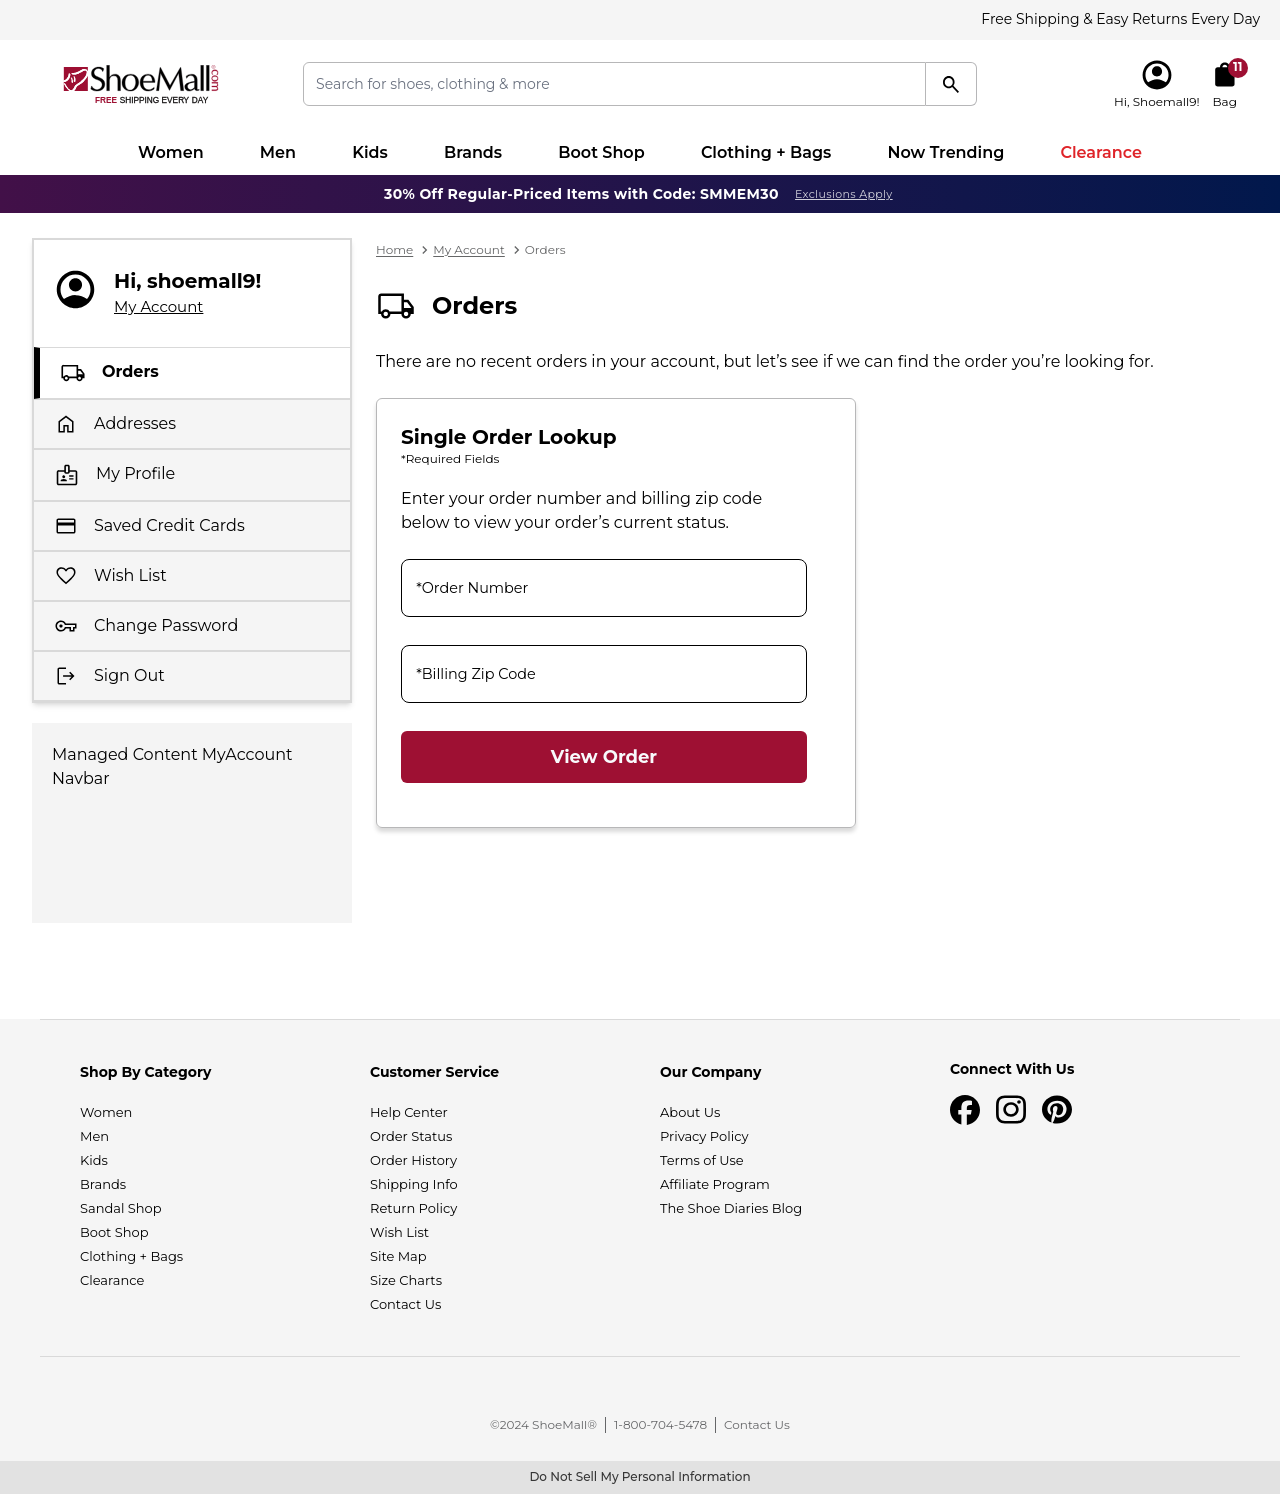 Free Shipping & Easy Returns Every Day
ShoeMall.com
FREE SHIPPING EVERY DAY
Search for shoes, clothing & more
11
Hi, Shoemall9! Bag
Women Men Kids Brands Boot Shop Clothing + Bags Now Trending Clearance
30% Off Regular-Priced Items with Code: SMMEM30 Exclusions Apply
Hi, shoemall9!
My Account
Orders
Addresses
My Profile
Saved Credit Cards
Wish List
Change Password
Sign Out
Managed Content MyAccount
Navbar
Home > My Account > Orders
Orders
There are no recent orders in your account, but let’s see if we can find the order you’re looking for.
Single Order Lookup
*Required Fields
Enter your order number and billing zip code
below to view your order’s current status.
*Order Number
*Billing Zip Code
View Order
Shop By Category
Women
Men
Kids
Brands
Sandal Shop
Boot Shop
Clothing + Bags
Clearance
Customer Service
Help Center
Order Status
Order History
Shipping Info
Return Policy
Wish List
Site Map
Size Charts
Contact Us
Our Company
About Us
Privacy Policy
Terms of Use
Affiliate Program
The Shoe Diaries Blog
Connect With Us
©2024 ShoeMall® | 1-800-704-5478 | Contact Us
Do Not Sell My Personal Information